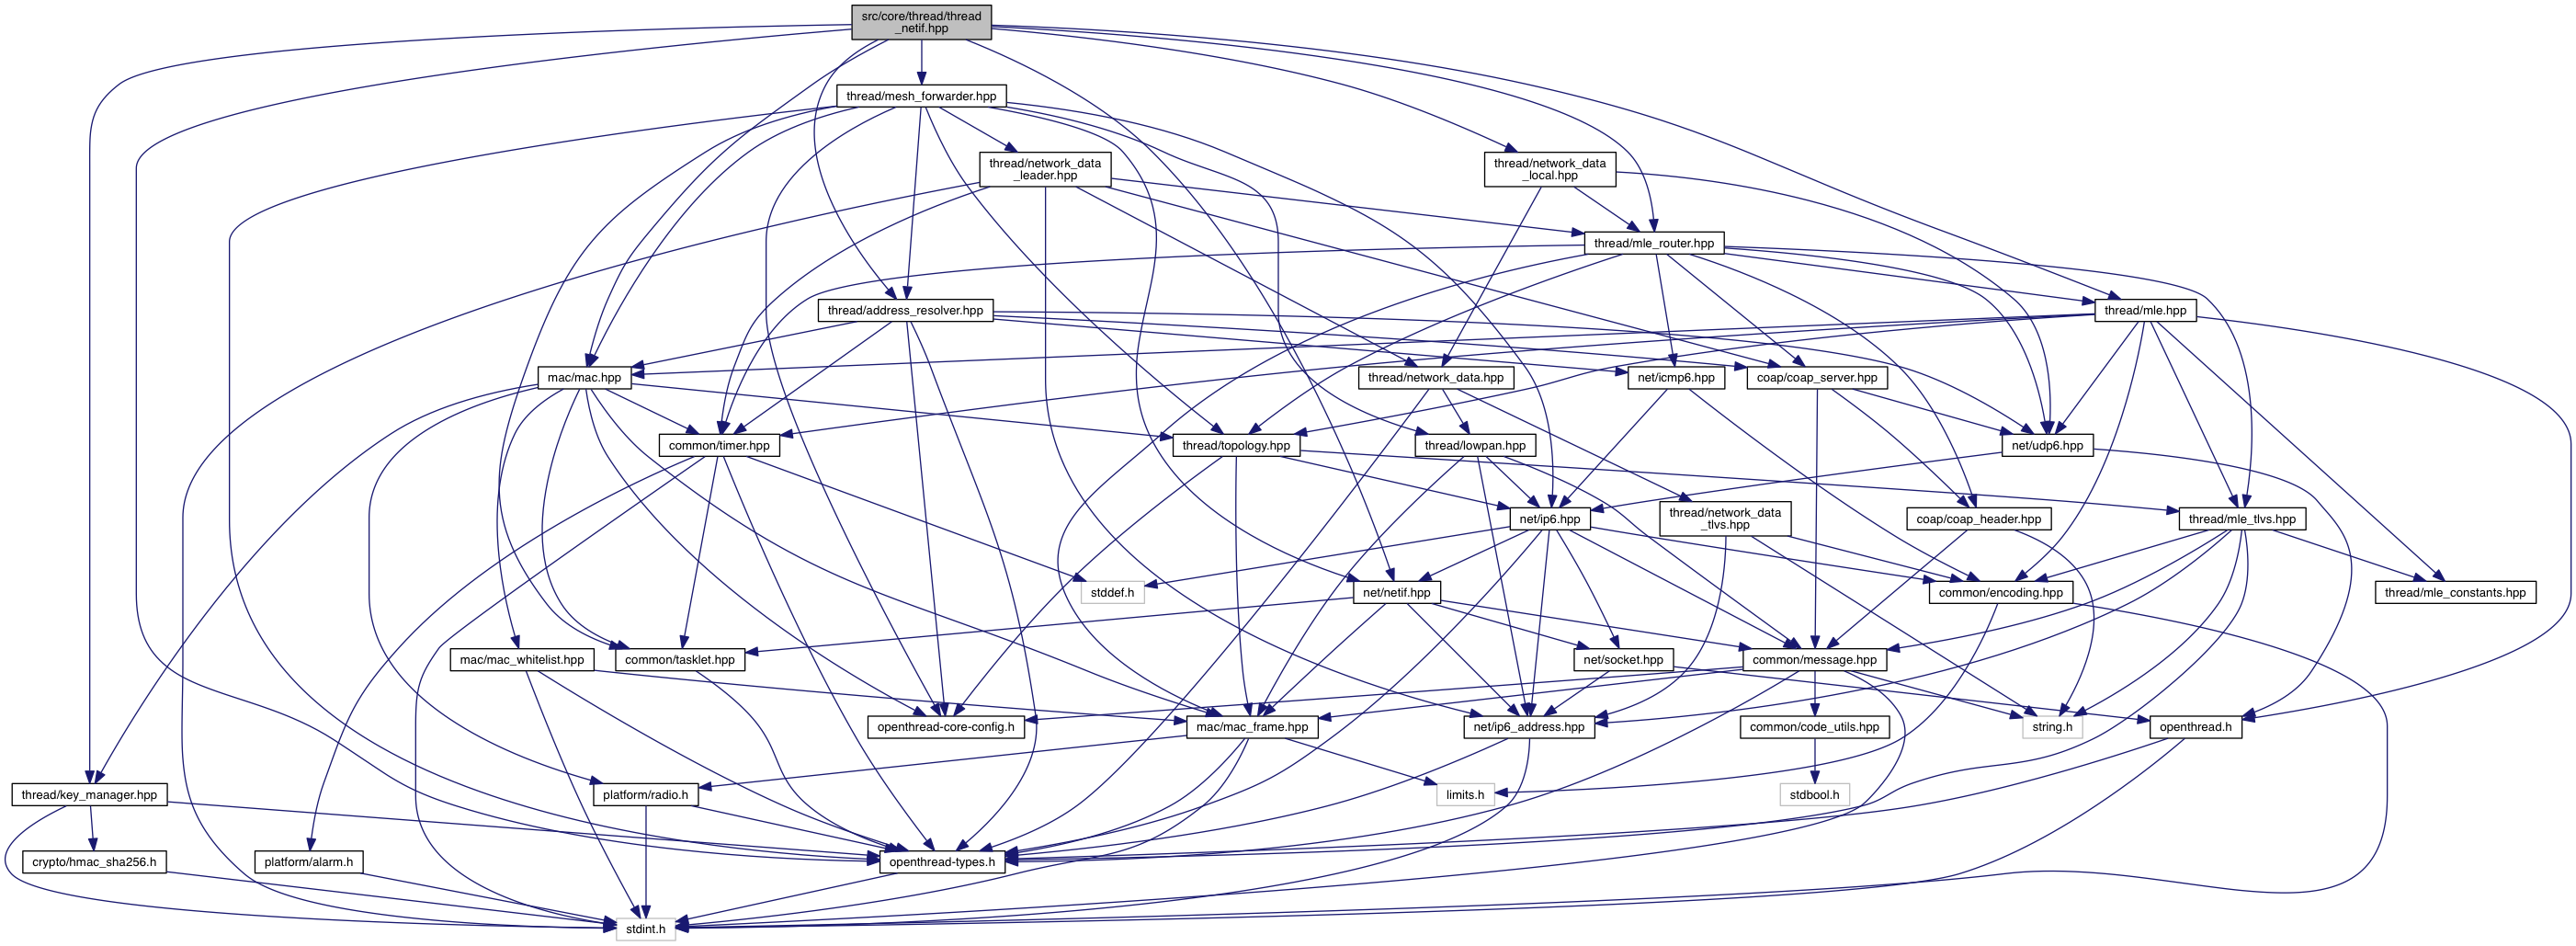 src/core/thread/thread
_netif.hpp
thread/mesh_forwarder.hpp
thread/network_data
_leader.hpp
thread/network_data
_local.hpp
thread/mle_router.hpp
thread/address_resolver.hpp
thread/mle.hpp
mac/mac.hpp
thread/network_data.hpp
net/icmp6.hpp
coap/coap_server.hpp
common/timer.hpp
thread/topology.hpp
thread/lowpan.hpp
net/udp6.hpp
net/ip6.hpp
thread/network_data
_tlvs.hpp
coap/coap_header.hpp
thread/mle_tlvs.hpp
stddef.h
net/netif.hpp
common/encoding.hpp
thread/mle_constants.hpp
mac/mac_whitelist.hpp
common/tasklet.hpp
net/socket.hpp
common/message.hpp
openthread-core-config.h
mac/mac_frame.hpp
net/ip6_address.hpp
common/code_utils.hpp
string.h
openthread.h
thread/key_manager.hpp
platform/radio.h
limits.h
stdbool.h
crypto/hmac_sha256.h
platform/alarm.h
openthread-types.h
stdint.h